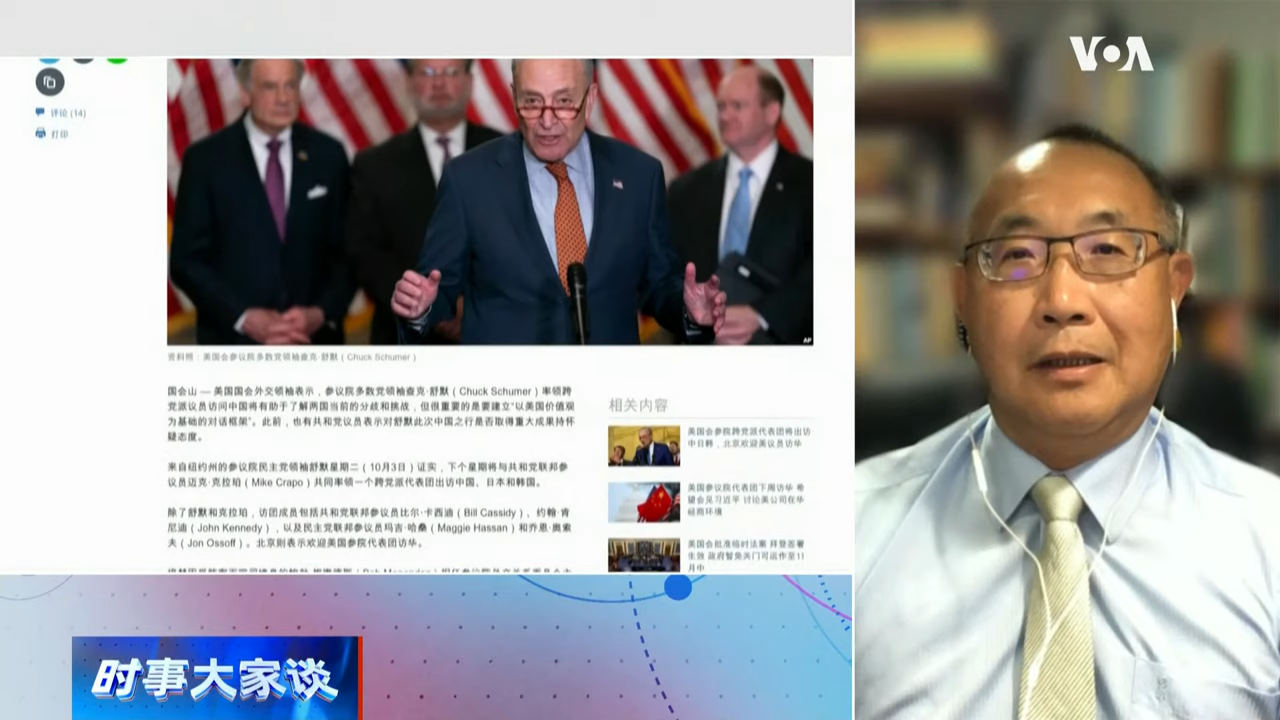 VOA
评论 (14)
打印
AP
资料照：美国会参议院多数党领袖查克·舒默（Chuck Schumer）
国会山 — 美国国会外交领袖表示，参议院多数党领袖查克·舒默（Chuck Schumer）率领跨
党派议员访问中国将有助于了解两国当前的分歧和挑战，但很重要的是要建立“以美国价值观
为基础的对话框架”。此前，也有共和党议员表示对舒默此次中国之行是否取得重大成果持怀
疑态度。
来自纽约州的参议院民主党领袖舒默星期二（10月3日）证实，下个星期将与共和党联邦参
议员迈克·克拉珀（Mike Crapo）共同率领一个跨党派代表团出访中国、日本和韩国。
除了舒默和克拉珀，访团成员包括共和党联邦参议员比尔·卡西迪（Bill Cassidy）、约翰·肯
尼迪（John Kennedy），以及民主党联邦参议员玛吉·哈桑（Maggie Hassan）和乔恩·奥索
夫（Jon Ossoff）。北京则表示欢迎美国参院代表团访华。
相关内容
美国会参院跨党派代表团将出访
中日韩，北京欢迎美议员访华
美国参议院代表团下周访华 希
望会见习近平 讨论美公司在华
经商环境
美国会批准临时法案 拜登签署
生效 政府暂免关门可运作至11
月中
时事大家谈